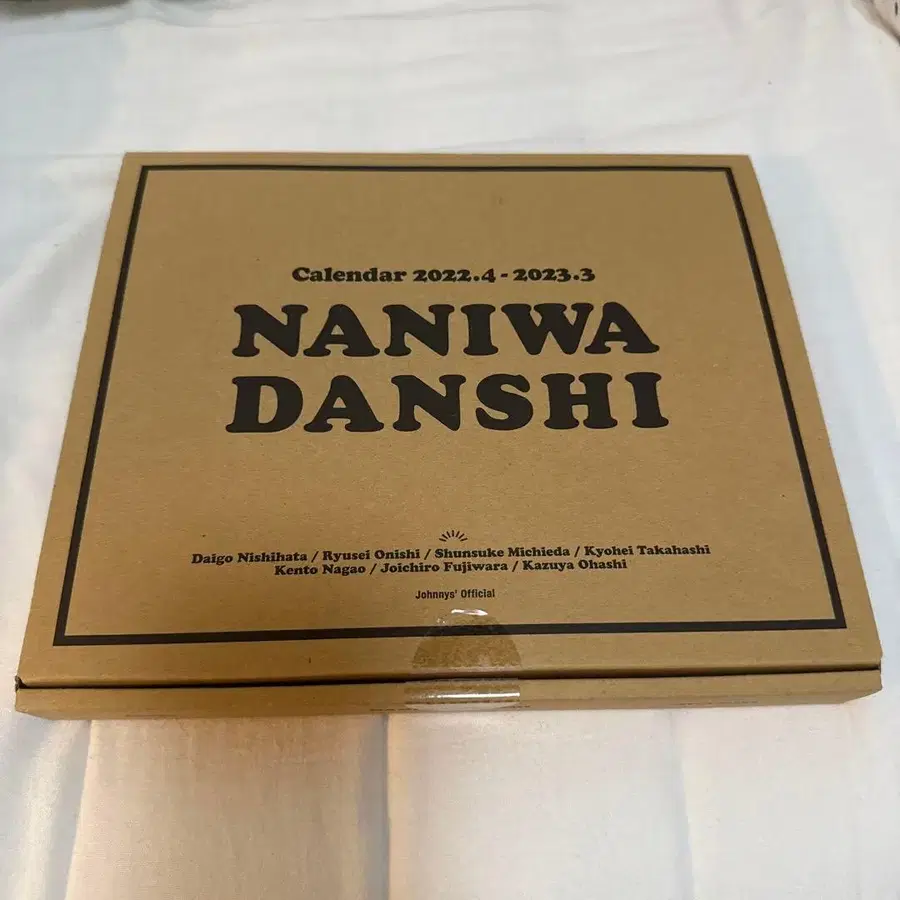 Calendar 2022.4 - 2023.3
NANIWA
DANSHI
Daigo Nishihata / Ryusei Onishi / Shunsuke Michieda / Kyohei Takahashi
Kento Nagao / Joichiro Fujiwara / Kazuya Ohashi
Johnnys' Official